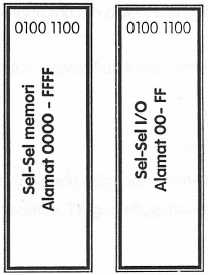 0100 1100
Sel-Sel memori
Alamat 0000 - FFFF
0100 1100
Sel-Sel I/O
Alamat 00- FF